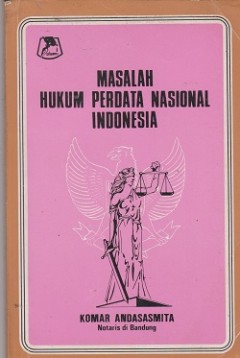 MASALAH
HUKUM PERDATA NASIONAL
INDONESIA
KOMAR ANDASASMITA
Notaris di Bandung